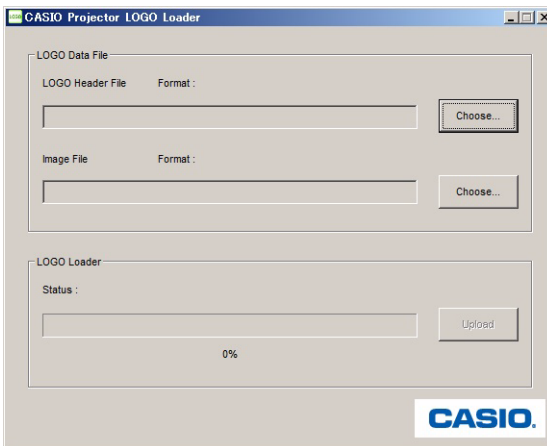 CASIO Projector LOGO Loader
LOGO Data File
LOGO Header File Format :
Choose...
Image File Format :
Choose...
LOGO Loader
Status :
Upload
0%
CASIO.